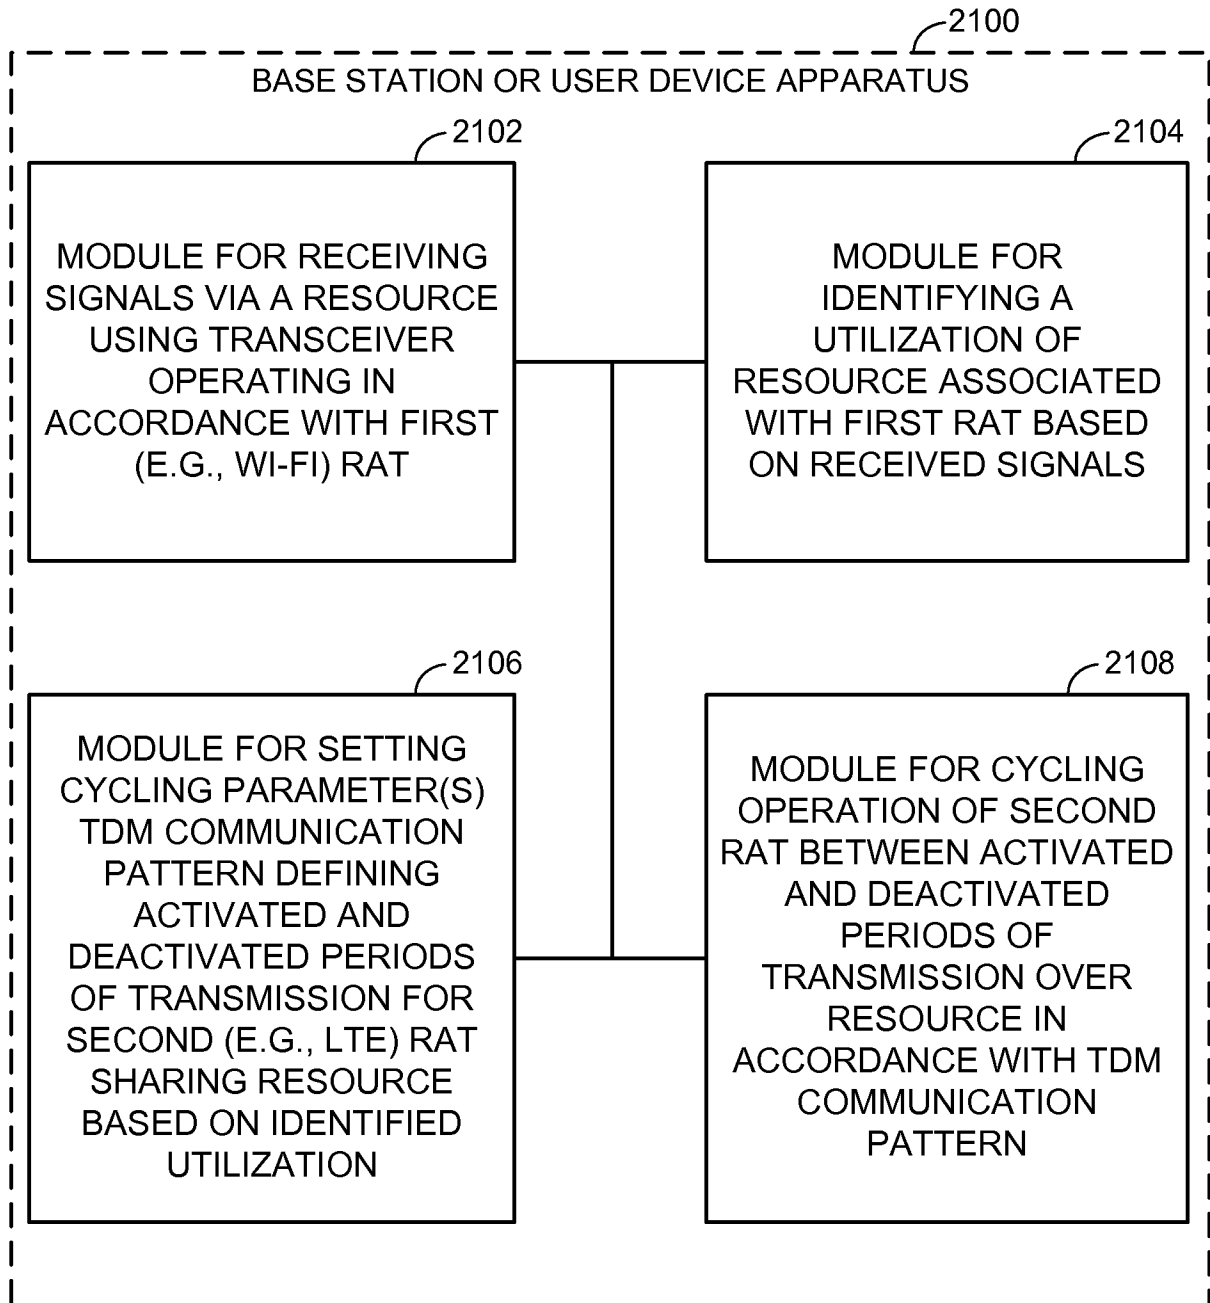 2100
BASE STATION OR USER DEVICE APPARATUS
2102
MODULE FOR RECEIVING
SIGNALS VIA A RESOURCE
USING TRANSCEIVER
OPERATING IN
ACCORDANCE WITH FIRST
(E.G., WI-FI) RAT
2104
MODULE FOR
IDENTIFYING A
UTILIZATION OF
RESOURCE ASSOCIATED
WITH FIRST RAT BASED
ON RECEIVED SIGNALS
2106
MODULE FOR SETTING
CYCLING PARAMETER(S)
TDM COMMUNICATION
PATTERN DEFINING
ACTIVATED AND
DEACTIVATED PERIODS
OF TRANSMISSION FOR
SECOND (E.G., LTE) RAT
SHARING RESOURCE
BASED ON IDENTIFIED
UTILIZATION
2108
MODULE FOR CYCLING
OPERATION OF SECOND
RAT BETWEEN ACTIVATED
AND DEACTIVATED
PERIODS OF
TRANSMISSION OVER
RESOURCE IN
ACCORDANCE WITH TDM
COMMUNICATION
PATTERN